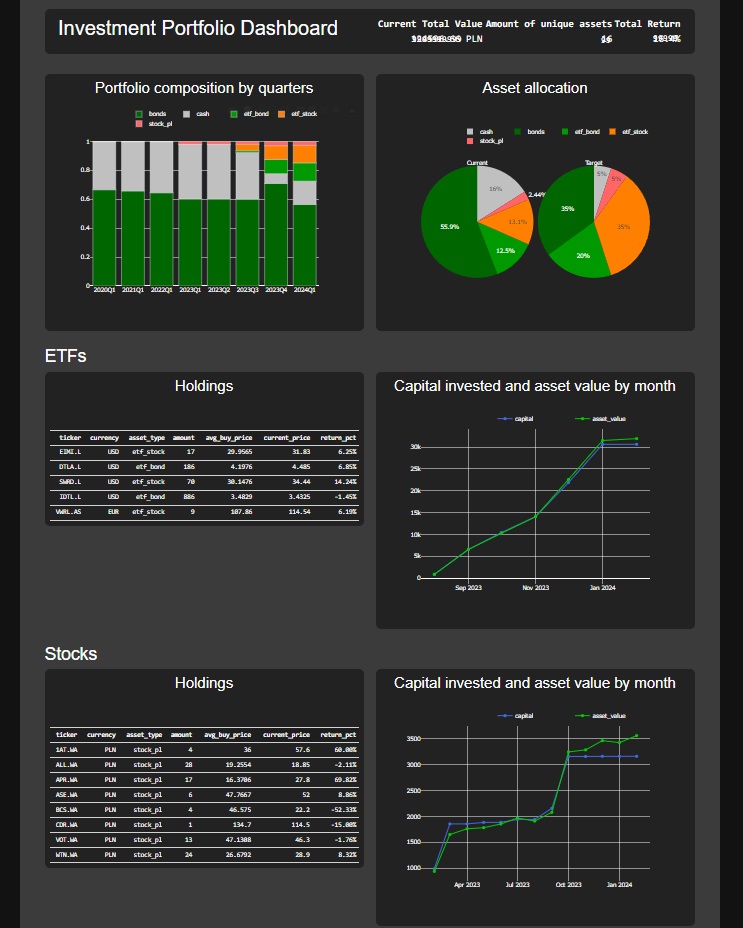 Investment Portfolio Dashboard
Current Total Value Amount of unique assets Total Return
PLN
Portfolio composition by quarters
bonds cash etf_bond etf_stock
stock_pl
1
0.8
0.6
0.4
0.2
0
2020Q1 2021Q1 2022Q1 2023Q1 2023Q2 2023Q3 2023Q4 2024Q1
Asset allocation
cash bonds etf_bond etf_stock
stock_pl
Current Target
16%
2.44%
13.1%
12.5%
55.9%
5%
5%
35%
35%
20%
ETFs
Holdings
ticker currency asset_type amount avg_buy_price current_price return_pct
EIMI.L USD etf_stock 17 29.9565 31.83 6.25%
DTLA.L USD etf_bond 186 4.1976 4.485 6.85%
SWRD.L USD etf_stock 70 30.1476 34.44 14.24%
IDTL.L USD etf_bond 886 3.4829 3.4325 -1.45%
VWRL.AS EUR etf_stock 9 107.86 114.54 6.19%
Capital invested and asset value by month
capital asset_value
30k
25k
20k
15k
10k
5k
0
Sep 2023 Nov 2023 Jan 2024
Stocks
Holdings
ticker currency asset_type amount avg_buy_price current_price return_pct
1AT.WA PLN stock_pl 4 36 57.6 60.00%
ALL.WA PLN stock_pl 28 19.2554 18.85 -2.11%
APR.WA PLN stock_pl 17 16.3706 27.8 69.82%
ASE.WA PLN stock_pl 6 47.7667 52 8.86%
BCS.WA PLN stock_pl 4 46.575 22.2 -52.33%
CDR.WA PLN stock_pl 1 134.7 114.5 -15.00%
VOT.WA PLN stock_pl 13 47.1308 46.3 -1.76%
WTN.WA PLN stock_pl 24 26.6792 28.9 8.32%
Capital invested and asset value by month
capital asset_value
3500
3000
2500
2000
1500
1000
Apr 2023 Jul 2023 Oct 2023 Jan 2024